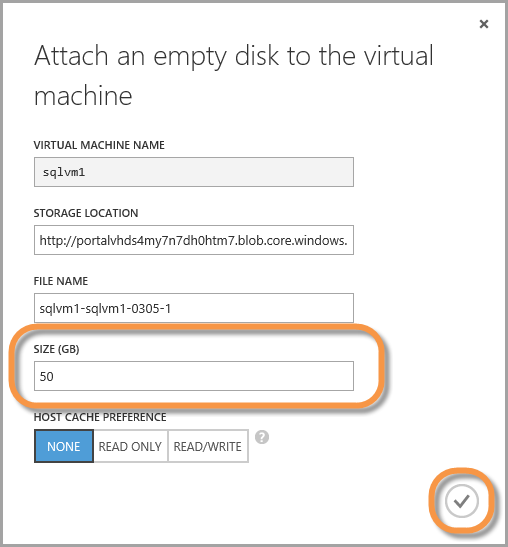 Attach an empty disk to the virtual
machine
VIRTUAL MACHINE NAME
sqlvm1
STORAGE LOCATION
http://portalvhds4my7n7dh0htm7.blob.core.windows.
FILE NAME
sqlvm1-sqlvm1-0305-1
SIZE (GB)
50
HOST CACHE PREFERENCE
NONE READ ONLY READ/WRITE ?